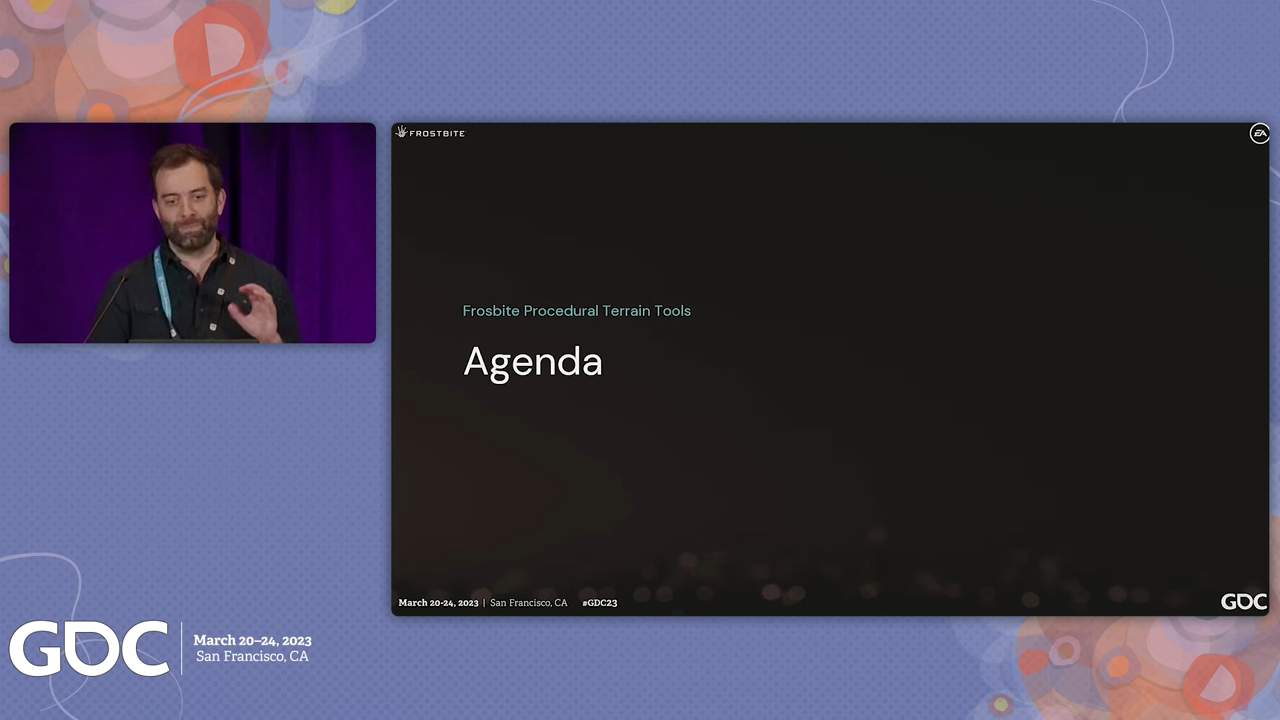 FROSTBITE
EA
Frosbite Procedural Terrain Tools
Agenda
March 20-24, 2023 | San Francisco, CA #GDC23
GDC
GDC
March 20–24, 2023
San Francisco, CA